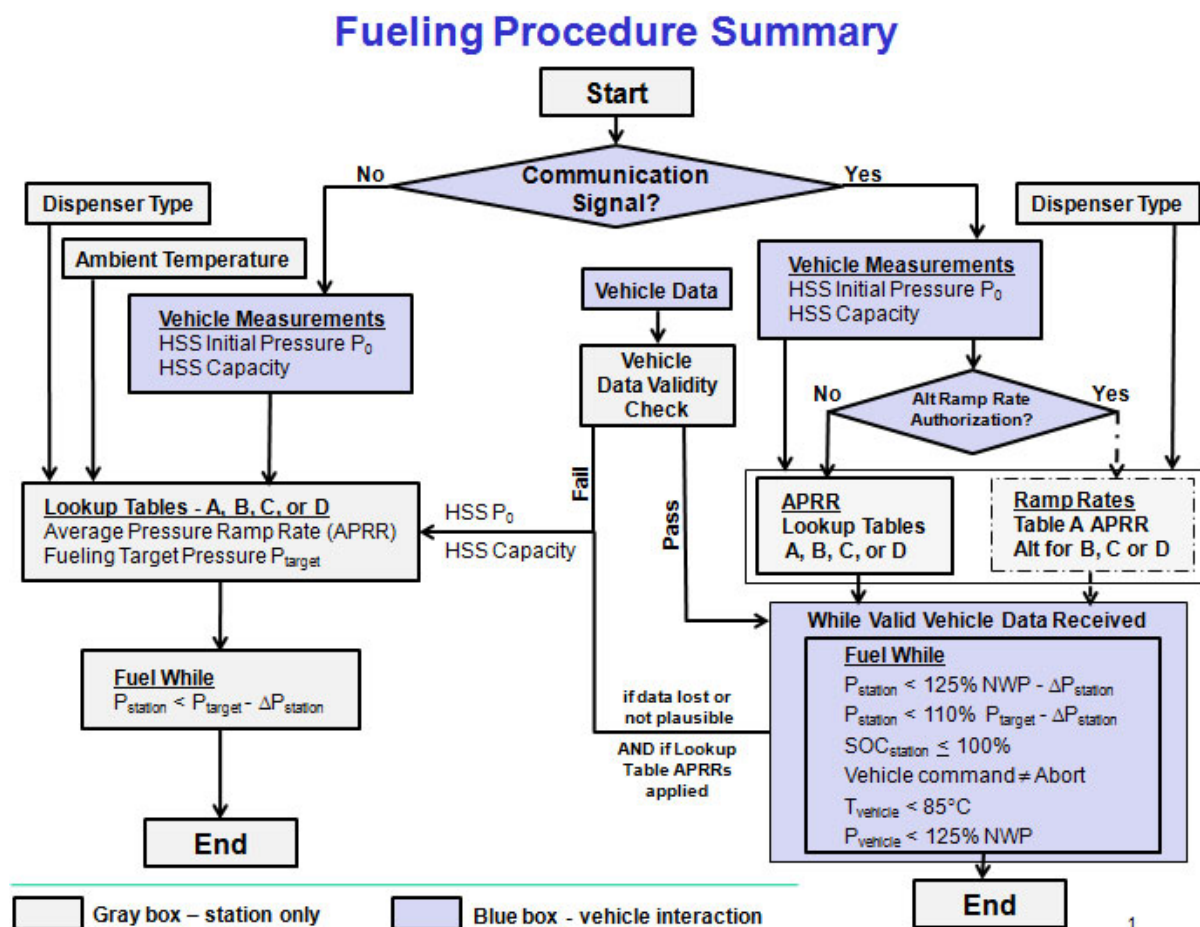 Fueling Procedure Summary
Start
No
Communication
Signal?
Yes
Dispenser Type
Ambient Temperature
Vehicle Measurements
HSS Initial Pressure P₀
HSS Capacity
Vehicle Data
Vehicle
Data Validity
Check
Dispenser Type
Vehicle Measurements
HSS Initial Pressure P₀
HSS Capacity
No
Alt Ramp Rate
Authorization?
Yes
Lookup Tables - A, B, C, or D
Average Pressure Ramp Rate (APRR)
Fueling Target Pressure Ptarget
HSS P₀
HSS Capacity
Fail
Pass
APRR
Lookup Tables
A, B, C, or D
Ramp Rates
Table A APRR
Alt for B, C or D
Fuel While
Pstation < Ptarget - ΔPstation
End
if data lost or
not plausible
AND if Lookup
Table APRRs
applied
While Valid Vehicle Data Received
Fuel While
Pstation < 125% NWP - ΔPstation
Pstation < 110% Ptarget - ΔPstation
SOCstation ≤ 100%
Vehicle command ≠ Abort
Tvehicle < 85°C
Pvehicle < 125% NWP
End
Gray box – station only
Blue box - vehicle interaction
1